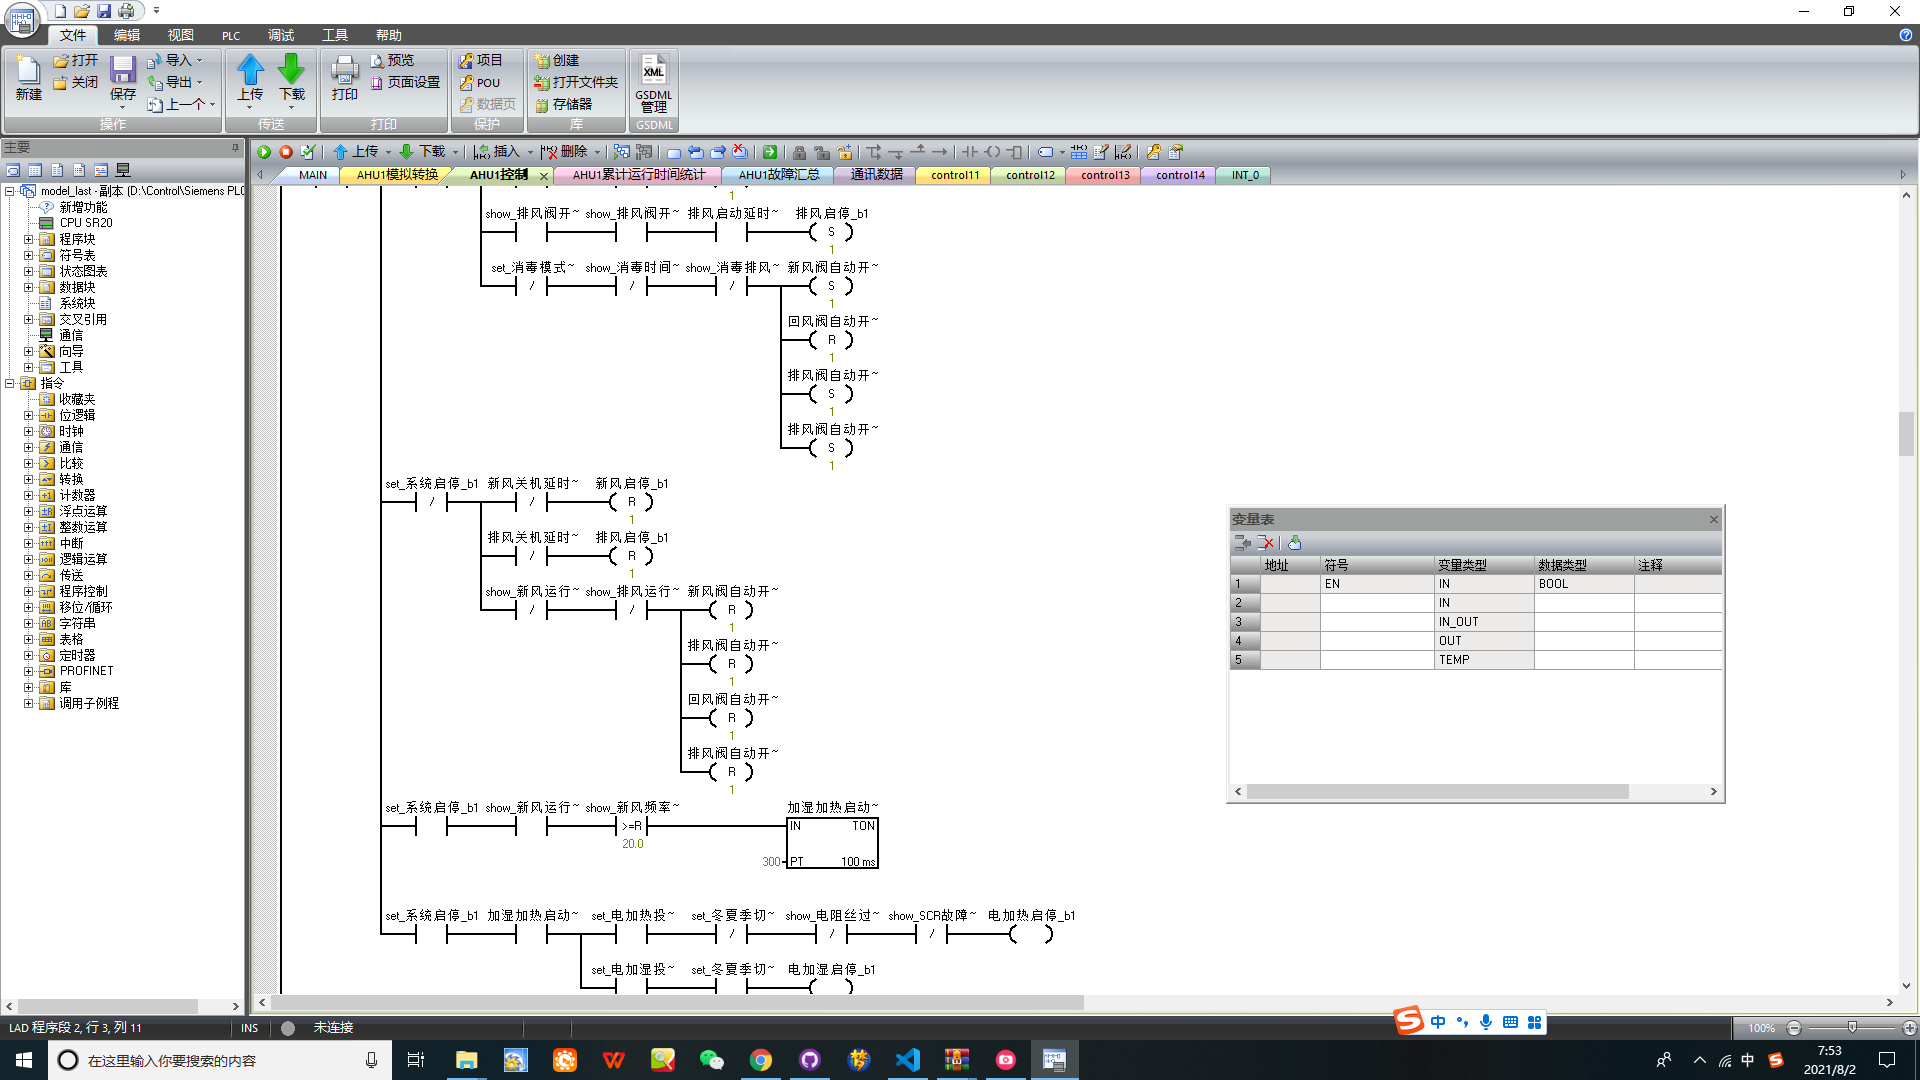 文件 编辑 视图 PLC 调试 工具 帮助
新建 打开 关闭 保存 导入 导出 上一个
操作
上传 下载
传送
打印 预览 页面设置
打印
项目 POU 数据页
保护
创建 打开文件夹 存储器
库
XML GSDML 管理
GSDML
主要
上传 下载 插入 删除
MAIN AHU1模拟转换 AHU1控制 AHU1累计运行时间统计 AHU1故障汇总 通讯数据 control11 control12 control13 control14 INT_0
model_last - 副本 (D:\Control\Siemens PLC
新增功能
CPU SR20
程序块
符号表
状态图表
数据块
系统块
交叉引用
通信
向导
工具
指令
收藏夹
位逻辑
时钟
通信
比较
转换
计数器
浮点运算
整数运算
中断
逻辑运算
传送
程序控制
移位/循环
字符串
表格
定时器
PROFINET
库
调用子例程
1
show_排风阀开~ show_排风阀开~ 排风启动延时~ 排风启停_b1
S
1
set_消毒模式~ show_消毒时间~ show_消毒排风~ 新风阀自动开~
/ / / S
1
回风阀自动开~
R
1
排风阀自动开~
S
1
排风阀自动开~
S
1
set_系统启停_b1 新风关机延时~ 新风启停_b1
/ / R
1
排风关机延时~ 排风启停_b1
/ R
1
show_新风运行~ show_排风运行~ 新风阀自动开~
/ / R
1
排风阀自动开~
R
1
回风阀自动开~
R
1
排风阀自动开~
R
1
set_系统启停_b1 show_新风运行~ show_新风频率~ 加湿加热启动~
>=R IN TON
20.0
300 PT 100 ms
set_系统启停_b1 加湿加热启动~ set_电加热投~ set_冬夏季切~ show_电阻丝过~ show_SCR故障~ 电加热启停_b1
/ / /
set_电加湿投~ set_冬夏季切~ 电加湿启停_b1
变量表
地址 符号 变量类型 数据类型 注释
1 EN IN BOOL
2 IN
3 IN_OUT
4 OUT
5 TEMP
LAD 程序段 2, 行 3, 列 11 INS 未连接 100%
中
在这里输入你要搜索的内容
中
7:53
2021/8/2